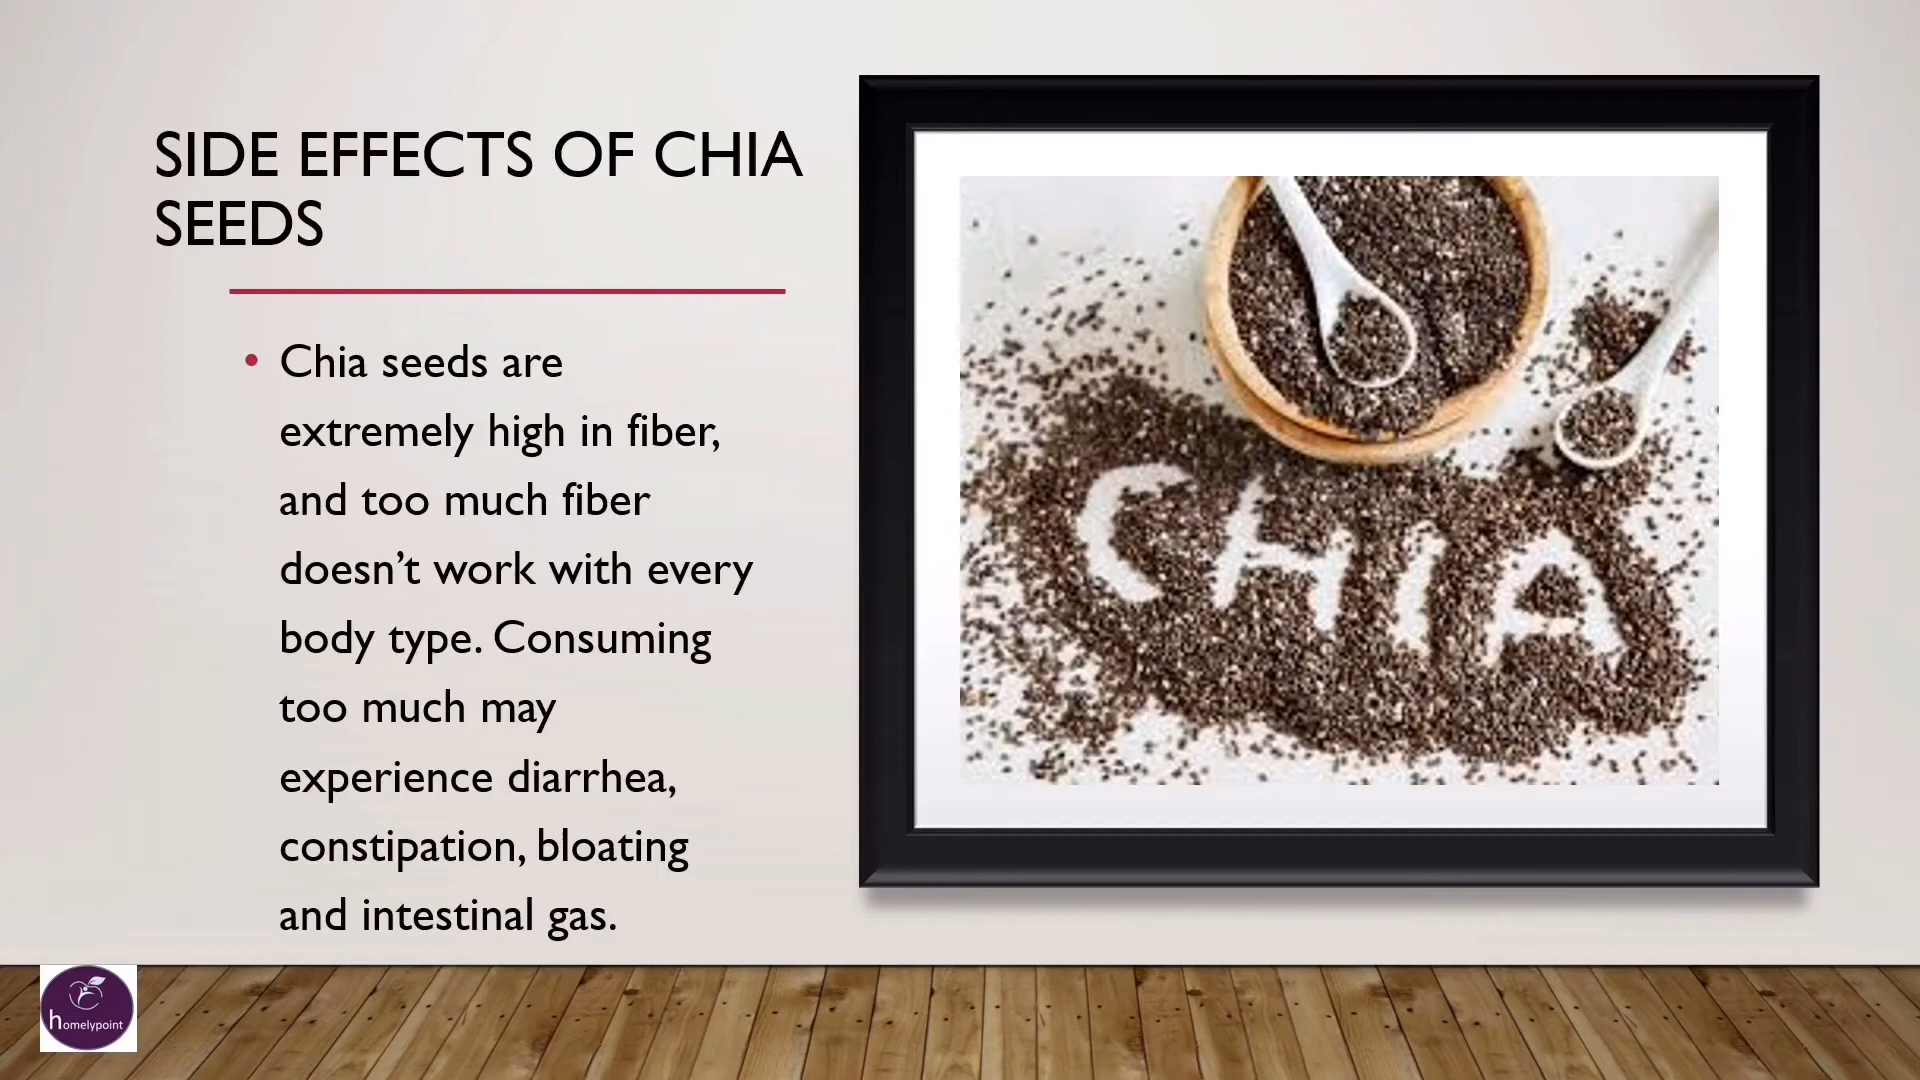 SIDE EFFECTS OF CHIA
SEEDS
• Chia seeds are
extremely high in fiber,
and too much fiber
doesn’t work with every
body type. Consuming
too much may
experience diarrhea,
constipation, bloating
and intestinal gas.
CHIA
homelypoint